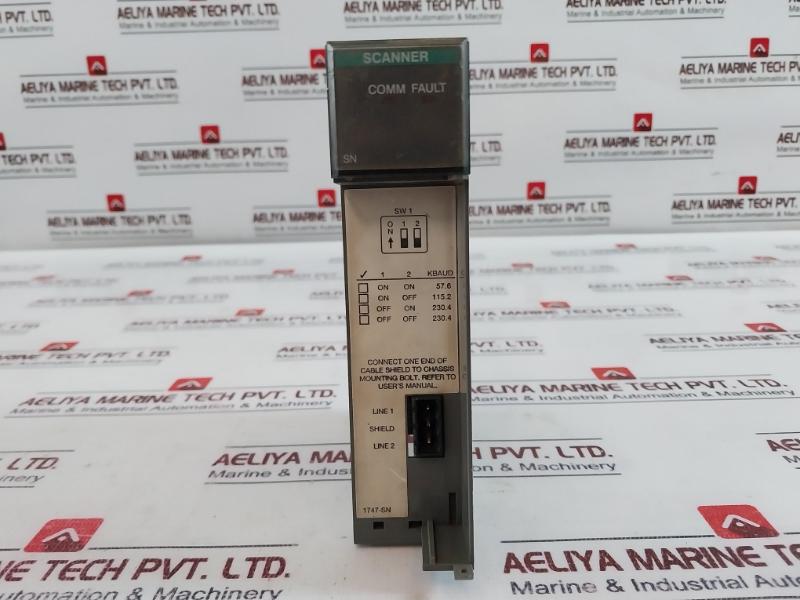 SCANNER
COMM FAULT
SN
SW 1
O 1 2
N
✓ 1 2 KBAUD
ON ON 57.6
ON OFF 115.2
OFF ON 230.4
OFF OFF 230.4
CONNECT ONE END OF
CABLE SHIELD TO CHASSIS
MOUNTING BOLT. REFER TO
USER'S MANUAL.
LINE 1
SHIELD
LINE 2
1747-SN
AELIYA MARINE TECH PVT. LTD.
Marine & Industrial Automation & Machinery